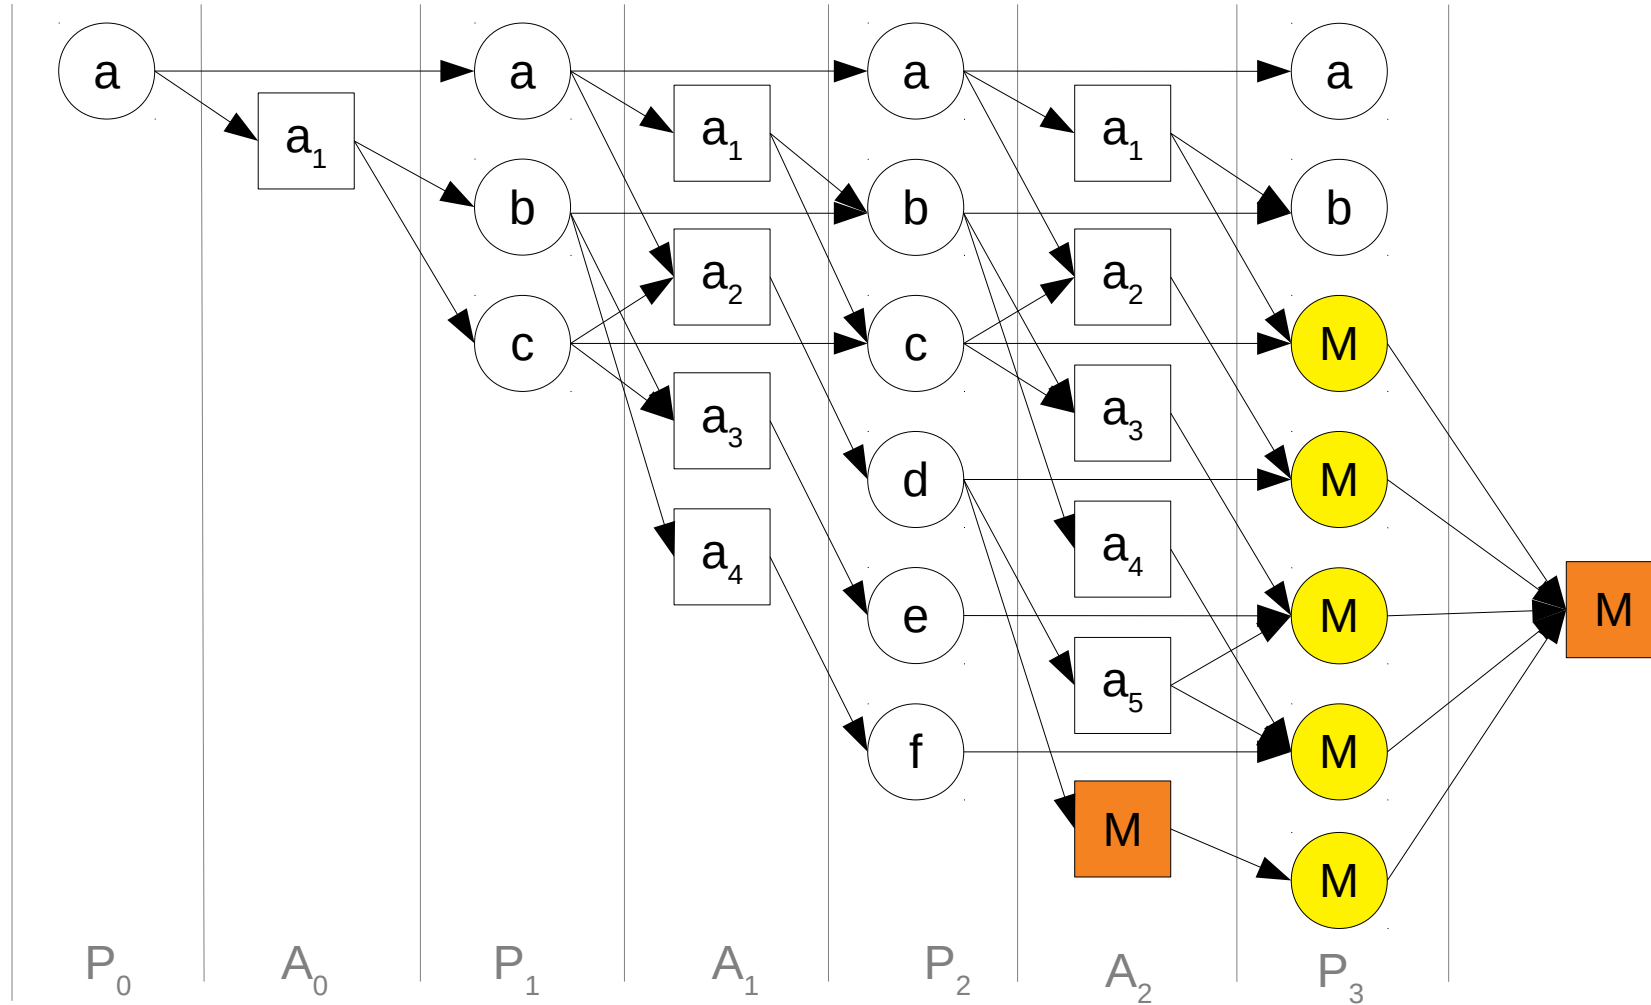 a a a a
a₁ a₁ a₁
b b b
a₂ a₂
c c M
a₃ a₃
d M
a₄ a₄
e M M
a₅
f M
M
M
P₀ A₀ P₁ A₁ P₂ A₂ P₃